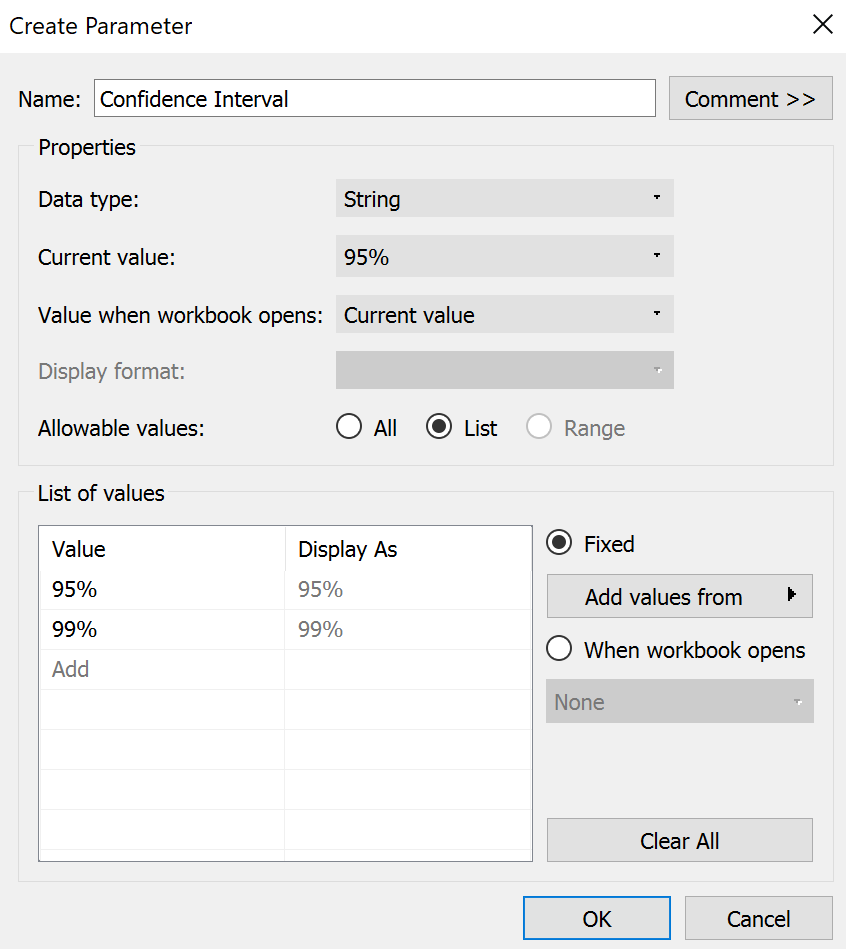 Create Parameter
Name: Confidence Interval Comment >>
Properties
Data type: String
Current value: 95%
Value when workbook opens: Current value
Display format:
Allowable values: All List Range
List of values
Value Display As
95% 95%
99% 99%
Add
Fixed
Add values from
When workbook opens
None
Clear All
OK Cancel